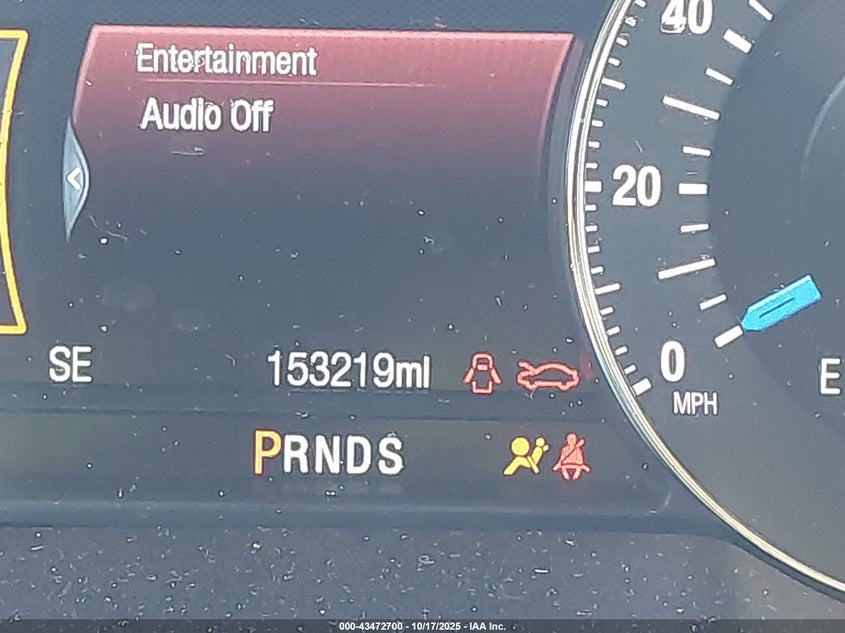 Entertainment
Audio Off
40
20
0
MPH
E
SE
153219mi
PRNDS
000-43472700 - 10/17/2025 - IAA Inc.